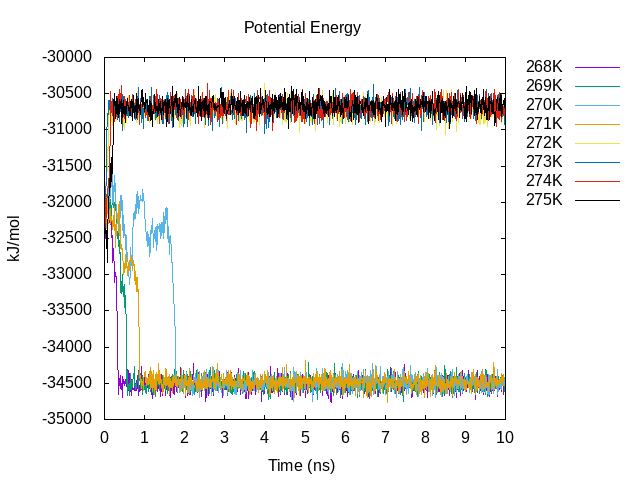 Potential Energy
-30000
-30500
-31000
-31500
-32000
-32500
-33000
-33500
-34000
-34500
-35000
kJ/mol
0 1 2 3 4 5 6 7 8 9 10
Time (ns)
268K
269K
270K
271K
272K
273K
274K
275K